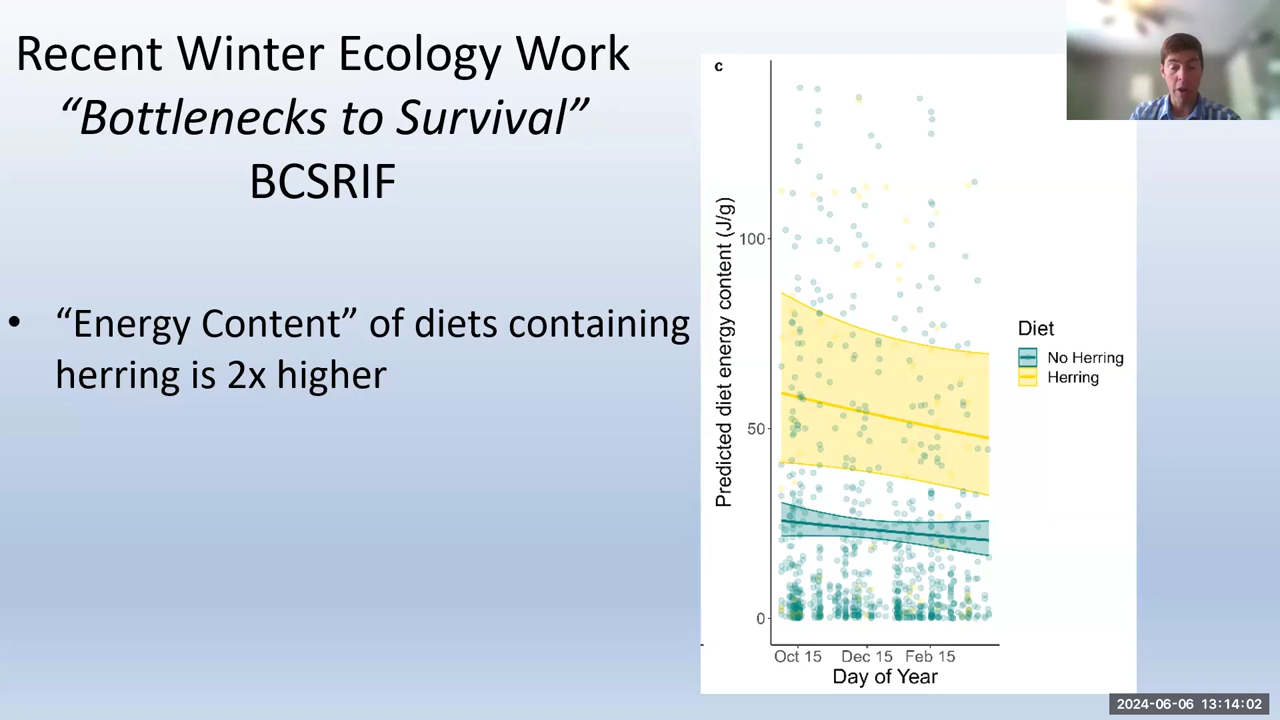 Recent Winter Ecology Work
“Bottlenecks to Survival”
BCSRIF
• “Energy Content” of diets containing
herring is 2x higher
c
Predicted diet energy content (J/g)
100
50
0
Oct 15 Dec 15 Feb 15
Day of Year
Diet
No Herring
Herring
2024-06-06 13:14:02